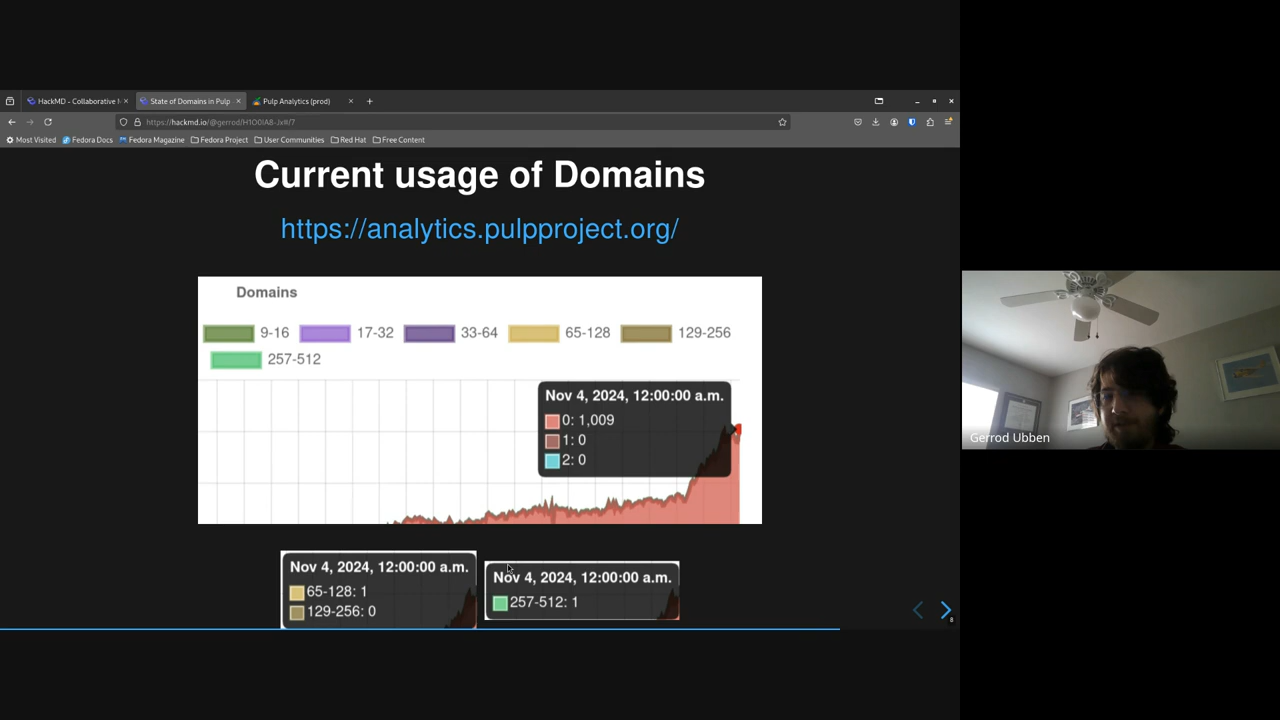 HackMD - Collaborative
State of Domains in Pulp
Pulp Analytics (prod)
https://hackmd.io/@gerrod/H1O0IA8-Jx#/7
Most Visited
Fedora Docs
Fedora Magazine
Fedora Project
User Communities
Red Hat
Free Content
Current usage of Domains
https://analytics.pulpproject.org/
Domains
9-16
17-32
33-64
65-128
129-256
257-512
Nov 4, 2024, 12:00:00 a.m.
0: 1,009
1: 0
2: 0
Nov 4, 2024, 12:00:00 a.m.
65-128: 1
129-256: 0
Nov 4, 2024, 12:00:00 a.m.
257-512: 1
8
Gerrod Ubben